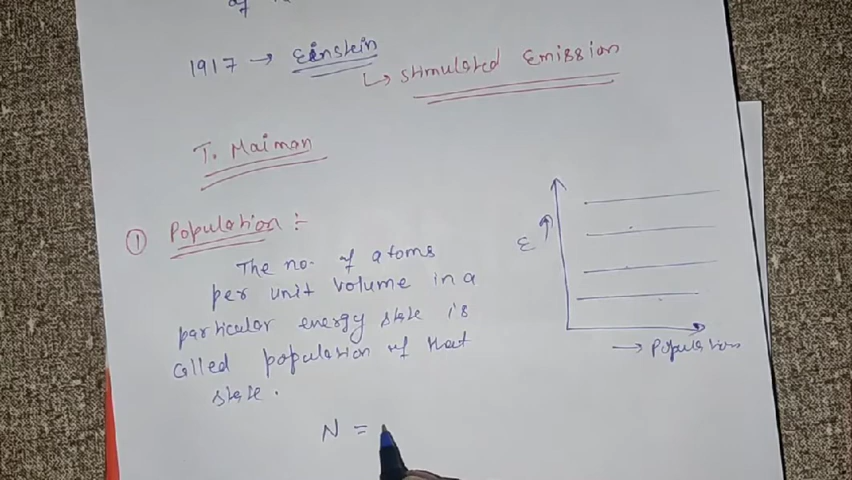 of
1917 → Einstein
↳ Stimulated Emission
T. Maiman
① Population :-
The no. of atoms
per unit volume in a
particular energy state is
called population of that
state.
N =
E ↑
→ Population